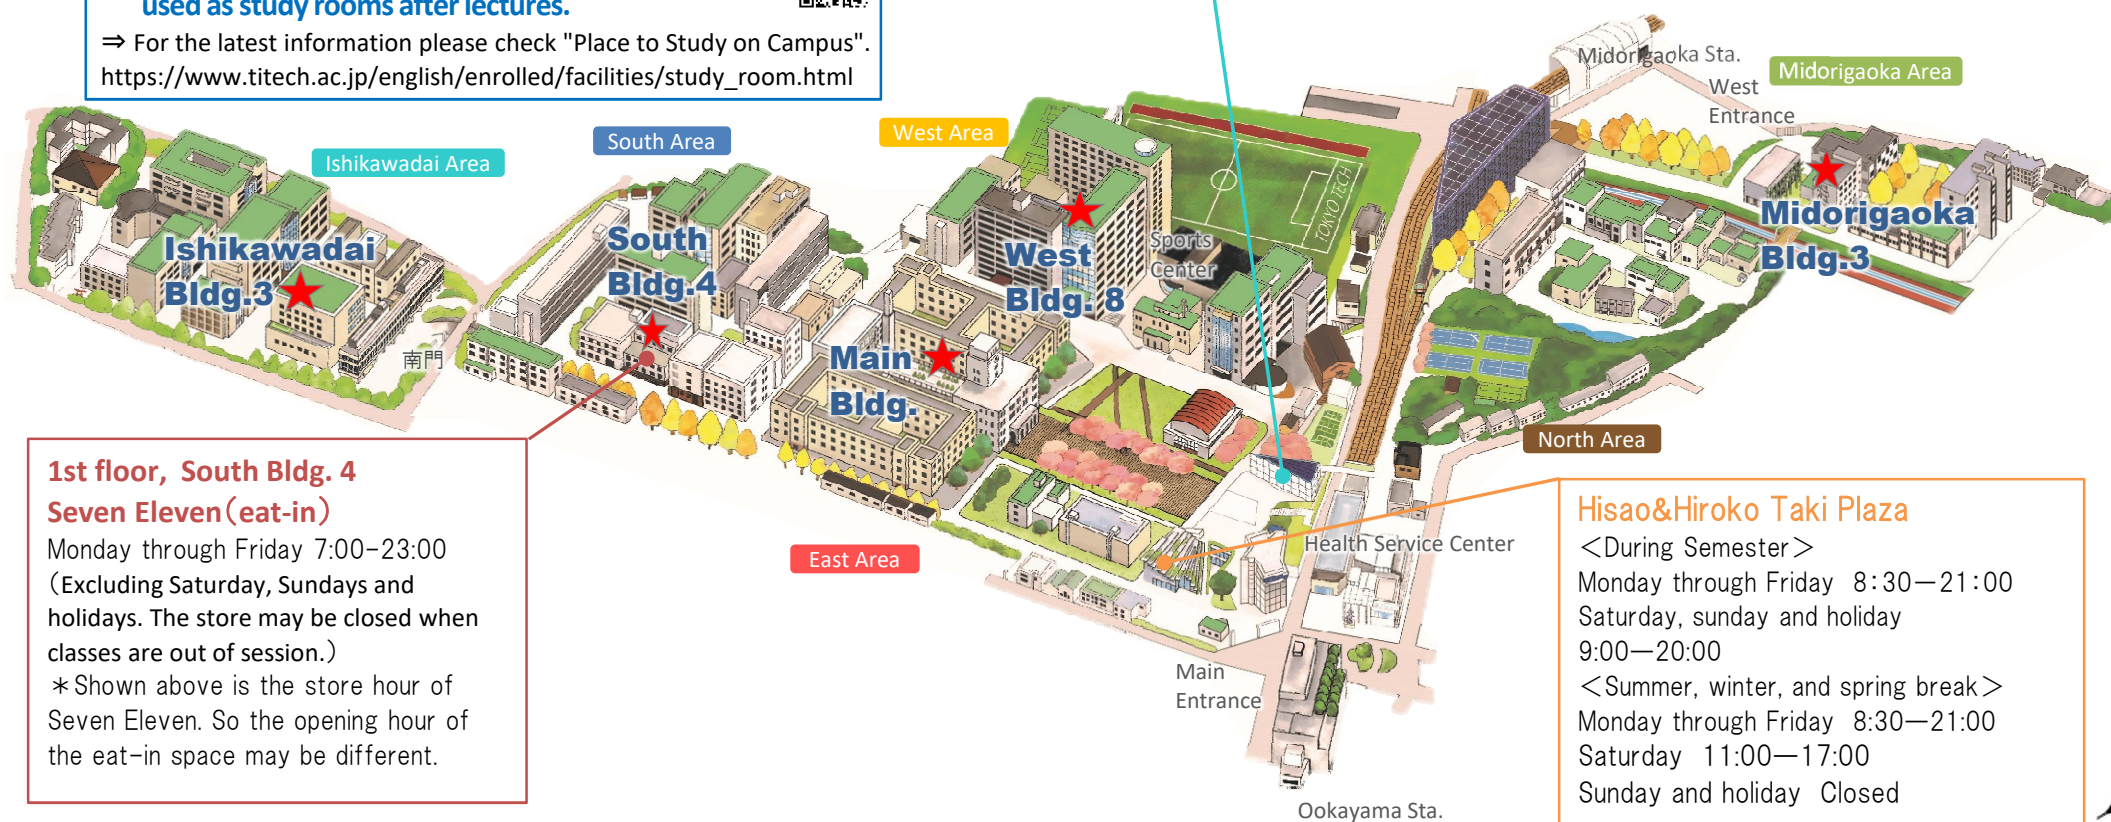 used as study rooms after lectures.
⇒ For the latest information please check "Place to Study on Campus".
https://www.titech.ac.jp/english/enrolled/facilities/study_room.html
Midorigaoka Sta.
Midorigaoka Area
West
Entrance
West Area
South Area
Ishikawadai Area
TOKYO TECH
Midorigaoka
Bldg.3
South
Bldg.4
Ishikawadai
Bldg.3
West
Bldg. 8
Sports
Center
南門
Main
Bldg.
North Area
1st floor, South Bldg. 4
Seven Eleven（eat-in）
Monday through Friday 7:00-23:00
（Excluding Saturday, Sundays and
holidays. The store may be closed when
classes are out of session.）
＊Shown above is the store hour of
Seven Eleven. So the opening hour of
the eat-in space may be different.
East Area
Health Service Center
Main
Entrance
Ookayama Sta.
Hisao&Hiroko Taki Plaza
＜During Semester＞
Monday through Friday 8:30―21:00
Saturday, sunday and holiday
9:00―20:00
＜Summer, winter, and spring break＞
Monday through Friday 8:30―21:00
Saturday 11:00―17:00
Sunday and holiday Closed